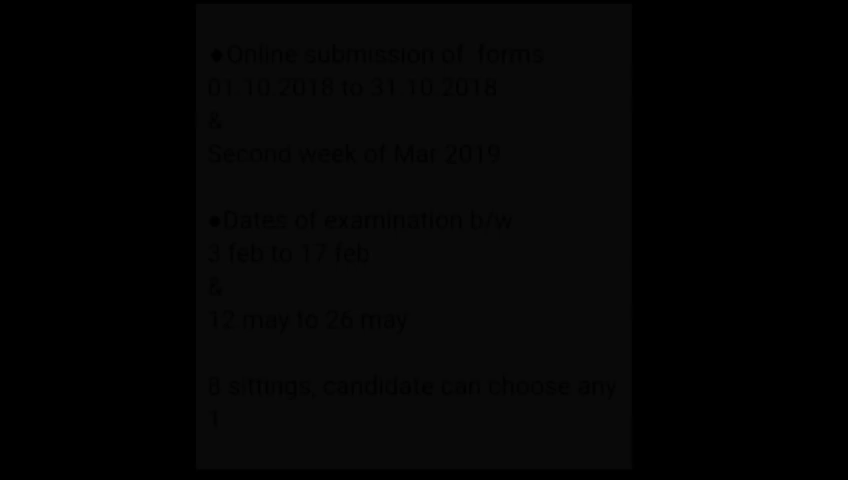 ●Online submission of forms
01.10.2018 to 31.10.2018
&
Second week of Mar 2019
●Dates of examination b/w
3 feb to 17 feb
&
12 may to 26 may
8 sittings, candidate can choose any
1